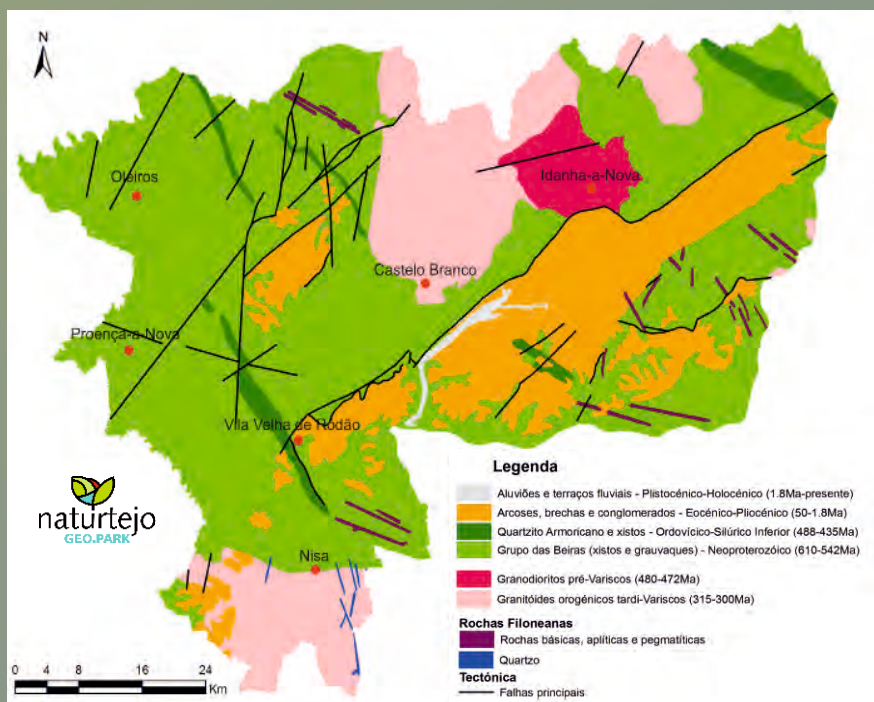 N
Oleiros
Idanha-a-Nova
Castelo Branco
Proença-a-Nova
Vila Velha de Ródão
naturtejo
GEO.PARK
Nisa
0 4 8 16 24
Km
Legenda
Aluviões e terraços fluviais - Plistocénico-Holocénico (1.8Ma-presente)
Arcoses, brechas e conglomerados - Eocénico-Pliocénico (50-1.8Ma)
Quartzito Armoricano e xistos - Ordovícico-Silúrico Inferior (488-435Ma)
Grupo das Beiras (xistos e grauvaques) - Neoproterozóico (610-542Ma)
Granodioritos pré-Variscos (480-472Ma)
Granitóides orogénicos tardi-Variscos (315-300Ma)
Rochas Filoneanas
Rochas básicas, aplíticas e pegmatíticas
Quartzo
Tectónica
Falhas principais